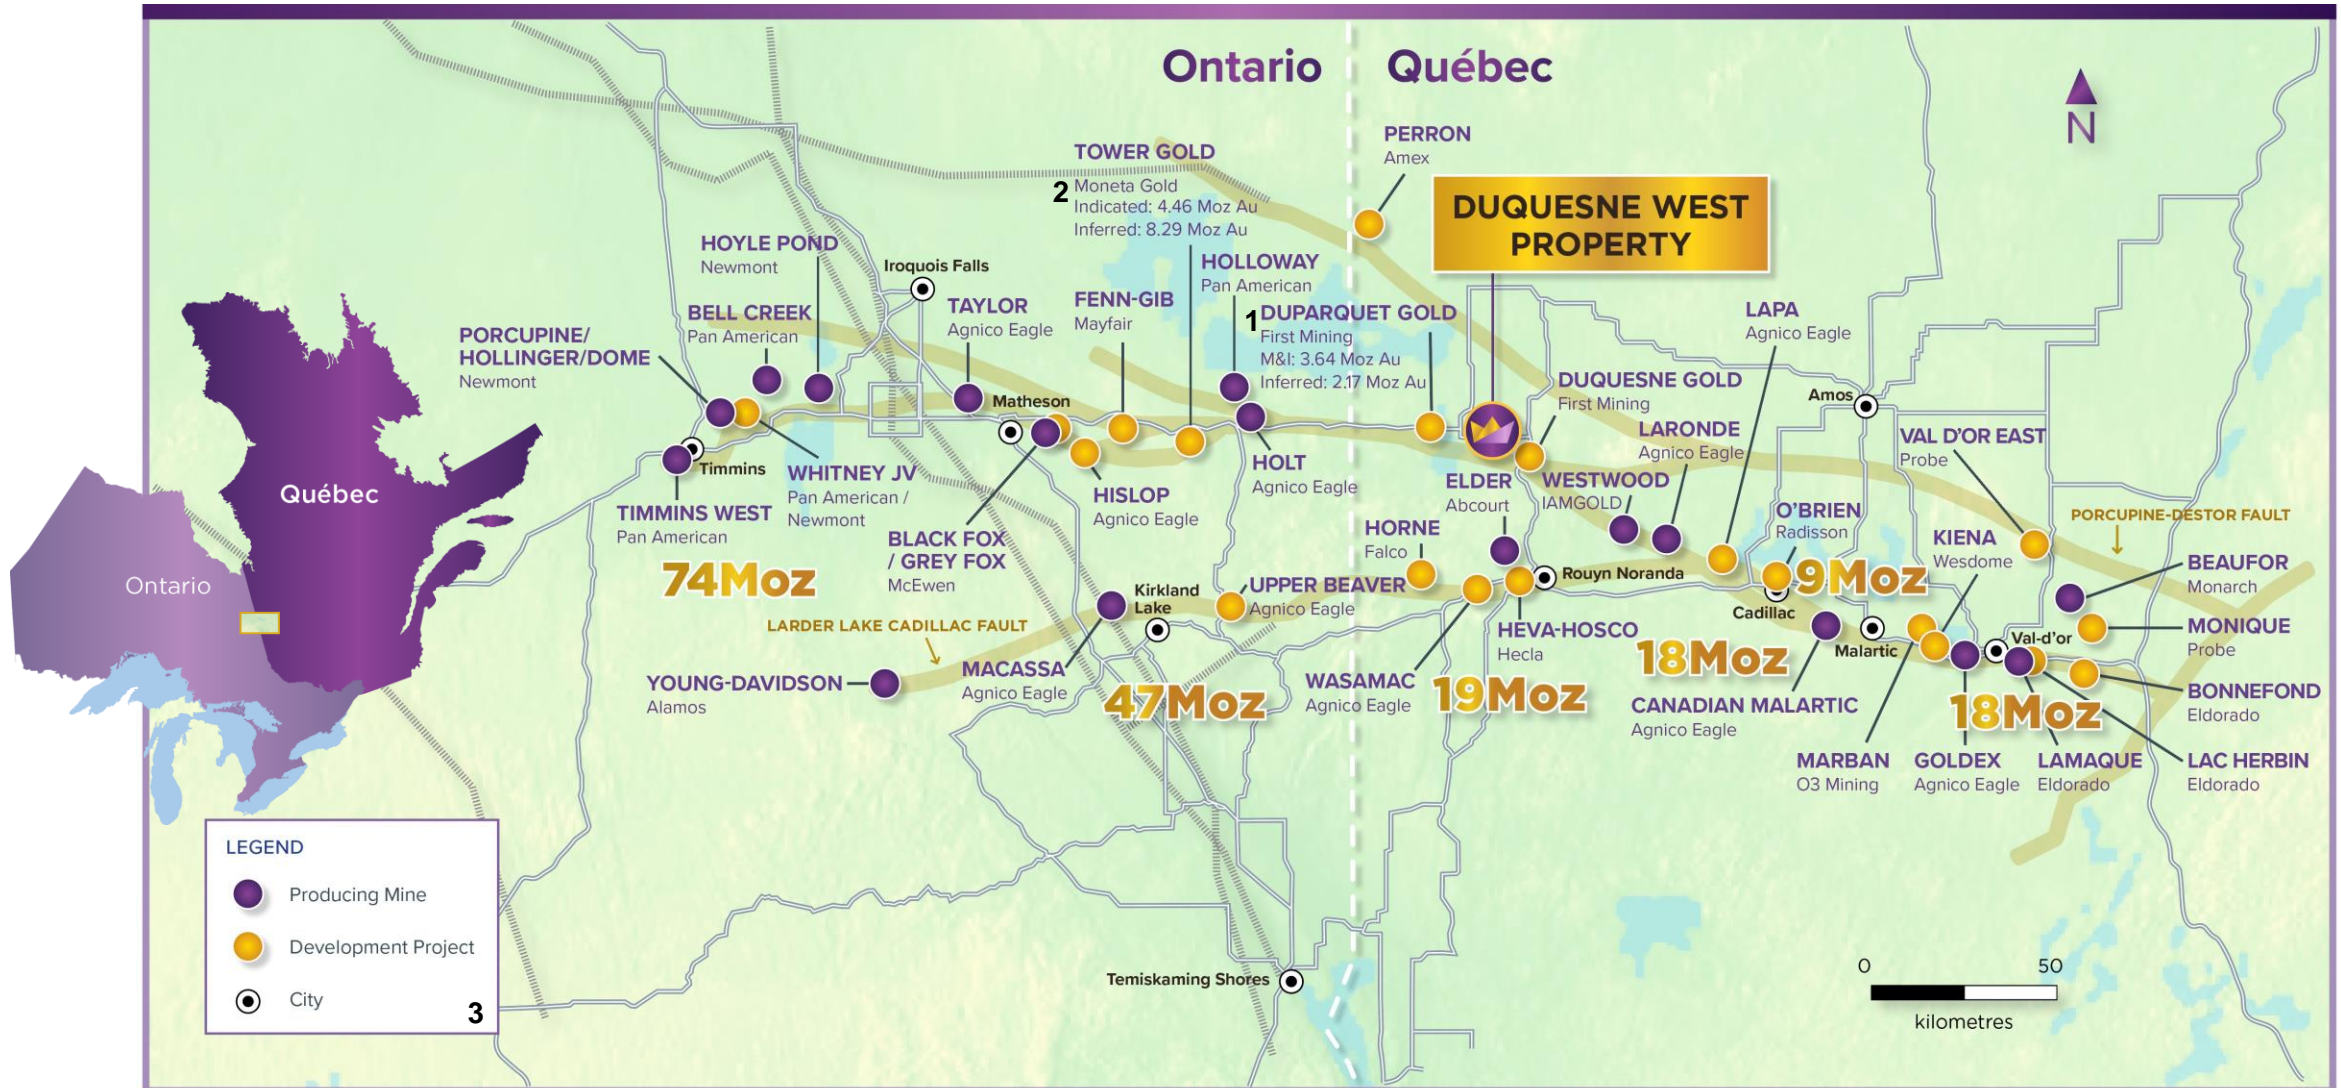 Ontario
Québec
N
PERRON
Amex
TOWER GOLD
2
Moneta Gold
Indicated: 4.46 Moz Au
Inferred: 8.29 Moz Au
DUQUESNE WEST
PROPERTY
HOYLE POND
Newmont
Iroquois Falls
HOLLOWAY
Pan American
BELL CREEK
Pan American
TAYLOR
Agnico Eagle
FENN-GIB
Mayfair
1
DUPARQUET GOLD
First Mining
M&I: 3.64 Moz Au
Inferred: 2.17 Moz Au
LAPA
Agnico Eagle
PORCUPINE/
HOLLINGER/DOME
Newmont
Matheson
DUQUESNE GOLD
First Mining
Amos
LARONDE
Agnico Eagle
VAL D'OR EAST
Probe
Timmins
WHITNEY JV
Pan American /
Newmont
HOLT
Agnico Eagle
ELDER
Abcourt
WESTWOOD
IAMGOLD
HISLOP
Agnico Eagle
TIMMINS WEST
Pan American
BLACK FOX
/ GREY FOX
McEwen
HORNE
Falco
O'BRIEN
Radisson
KIENA
Wesdome
PORCUPINE-DESTOR FAULT
BEAUFOR
Monarch
74Moz
Kirkland
Lake
UPPER BEAVER
Agnico Eagle
Rouyn Noranda
9Moz
Cadillac
LARDER LAKE CADILLAC FAULT
HEVA-HOSCO
Hecla
18Moz
Malartic
Val-d'or
MONIQUE
Probe
YOUNG-DAVIDSON
Alamos
MACASSA
Agnico Eagle
47Moz
WASAMAC
Agnico Eagle
19Moz
CANADIAN MALARTIC
Agnico Eagle
18Moz
BONNEFOND
Eldorado
MARBAN
O3 Mining
GOLDEX
Agnico Eagle
LAMAQUE
Eldorado
LAC HERBIN
Eldorado
Québec
Ontario
LEGEND
Producing Mine
Development Project
City
3
Temiskaming Shores
0
50
kilometres